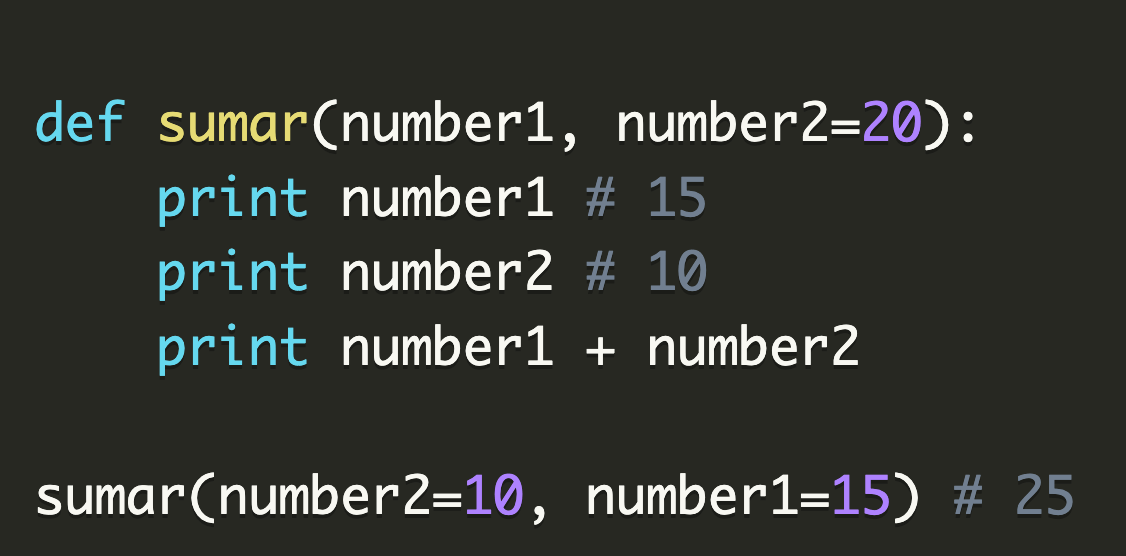 def sumar(number1, number2=20):
    print number1 # 15
    print number2 # 10
    print number1 + number2
sumar(number2=10, number1=15) # 25